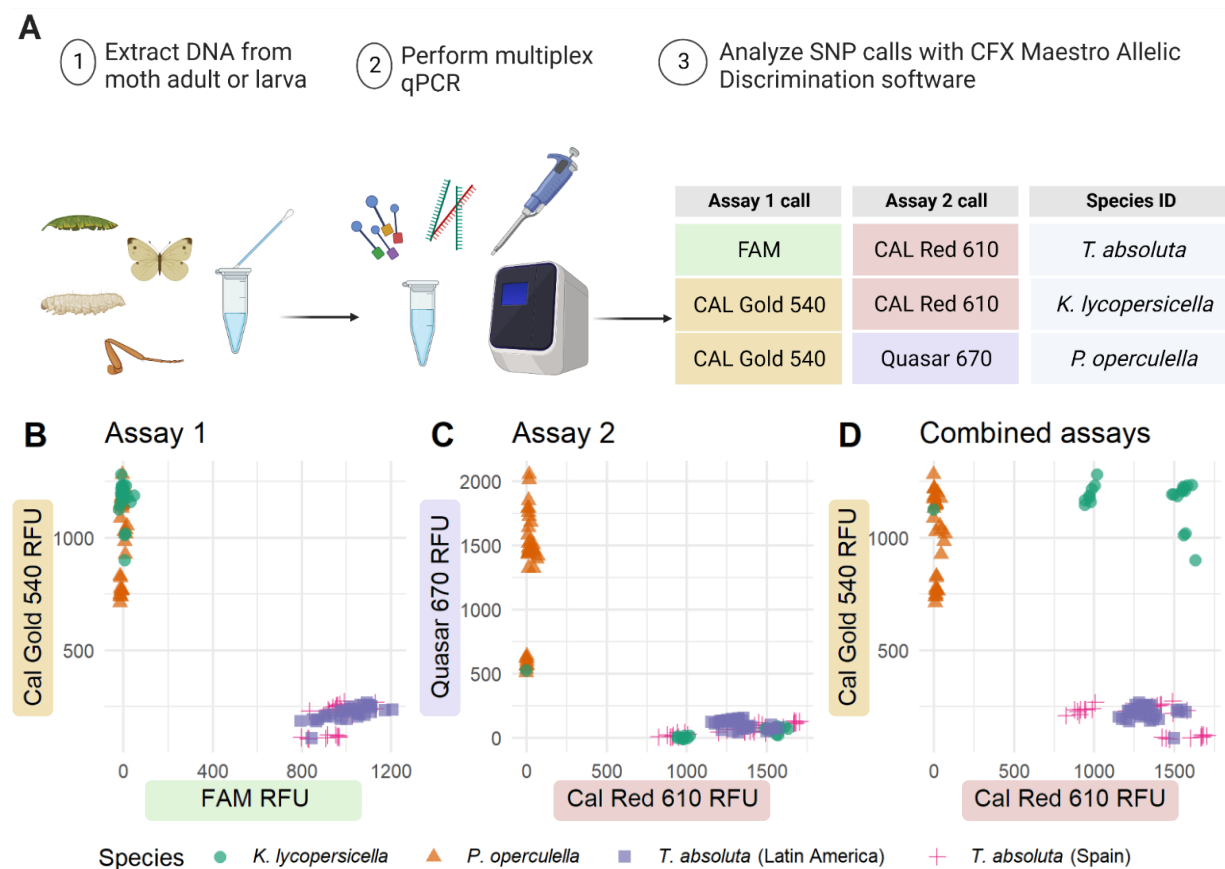 A
1 Extract DNA from
moth adult or larva
2 Perform multiplex
qPCR
3 Analyze SNP calls with CFX Maestro Allelic
Discrimination software
Assay 1 call Assay 2 call Species ID
FAM CAL Red 610 T. absoluta
CAL Gold 540 CAL Red 610 K. lycopersicella
CAL Gold 540 Quasar 670 P. operculella
B Assay 1
Cal Gold 540 RFU
1000
500
0 400 800 1200
FAM RFU
C Assay 2
Quasar 670 RFU
2000
1500
1000
500
0
0 500 1000 1500
Cal Red 610 RFU
D Combined assays
Cal Gold 540 RFU
1000
500
0 500 1000 1500
Cal Red 610 RFU
Species K. lycopersicella P. operculella T. absoluta (Latin America) T. absoluta (Spain)